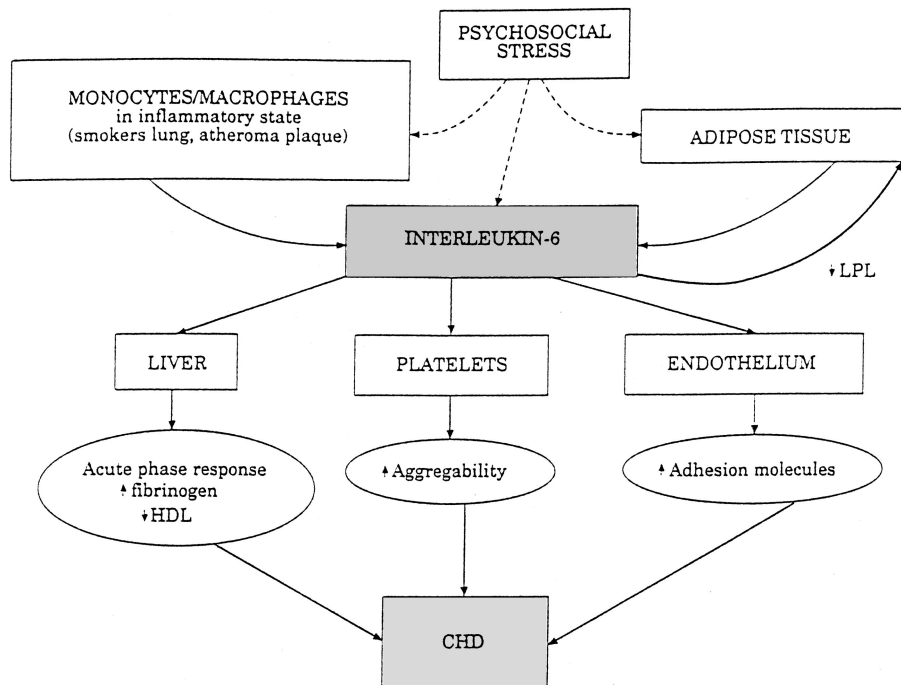 PSYCHOSOCIAL
STRESS
MONOCYTES/MACROPHAGES
in inflammatory state
(smokers lung, atheroma plaque)
ADIPOSE TISSUE
INTERLEUKIN-6
↓ LPL
LIVER
PLATELETS
ENDOTHELIUM
Acute phase response
↑ fibrinogen
↓ HDL
↑ Aggregability
↑ Adhesion molecules
CHD